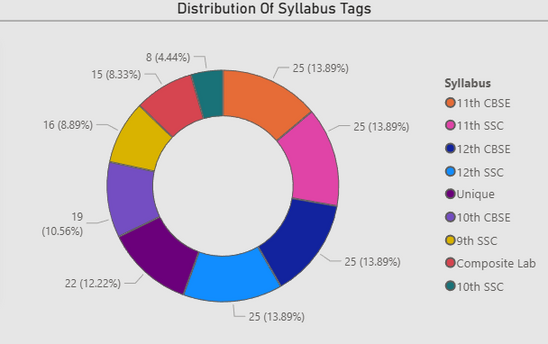 Distribution Of Syllabus Tags
8 (4.44%)
25 (13.89%)
15 (8.33%)
16 (8.89%)
25 (13.89%)
19
(10.56%)
22 (12.22%)
25 (13.89%)
25 (13.89%)
Syllabus
11th CBSE
11th SSC
12th CBSE
12th SSC
Unique
10th CBSE
9th SSC
Composite Lab
10th SSC